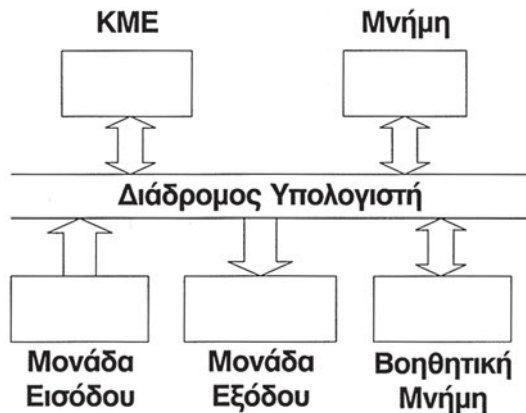 ΚΜΕ
Μνήμη
Διάδρομος Υπολογιστή
Μονάδα
Εισόδου
Μονάδα
Εξόδου
Βοηθητική
Μνήμη